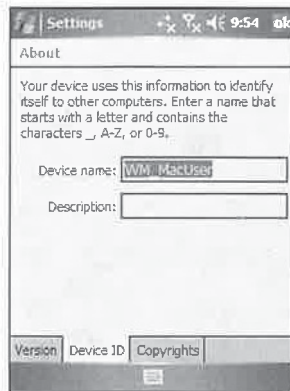 Settings 9:54 ok
About
Your device uses this information to identify
itself to other computers. Enter a name that
starts with a letter and contains the
characters _, A-Z, or 0-9.
Device name: WM_MacUser
Description:
Version Device ID Copyrights